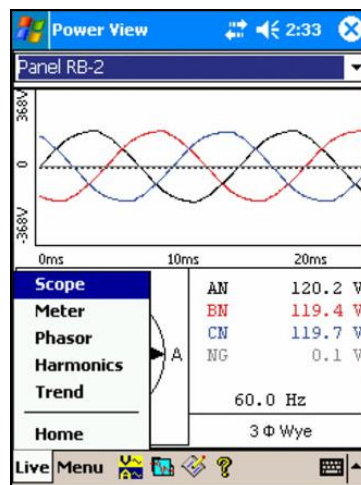 Power View 2:33
Panel RB-2
368V
0
-368V
0ms 10ms 20ms
Scope
Meter
Phasor
Harmonics
Trend
Home
A
AN 120.2 V
BN 119.4 V
CN 119.7 V
NG 0.1 V
60.0 Hz
3 Φ Wye
Live Menu